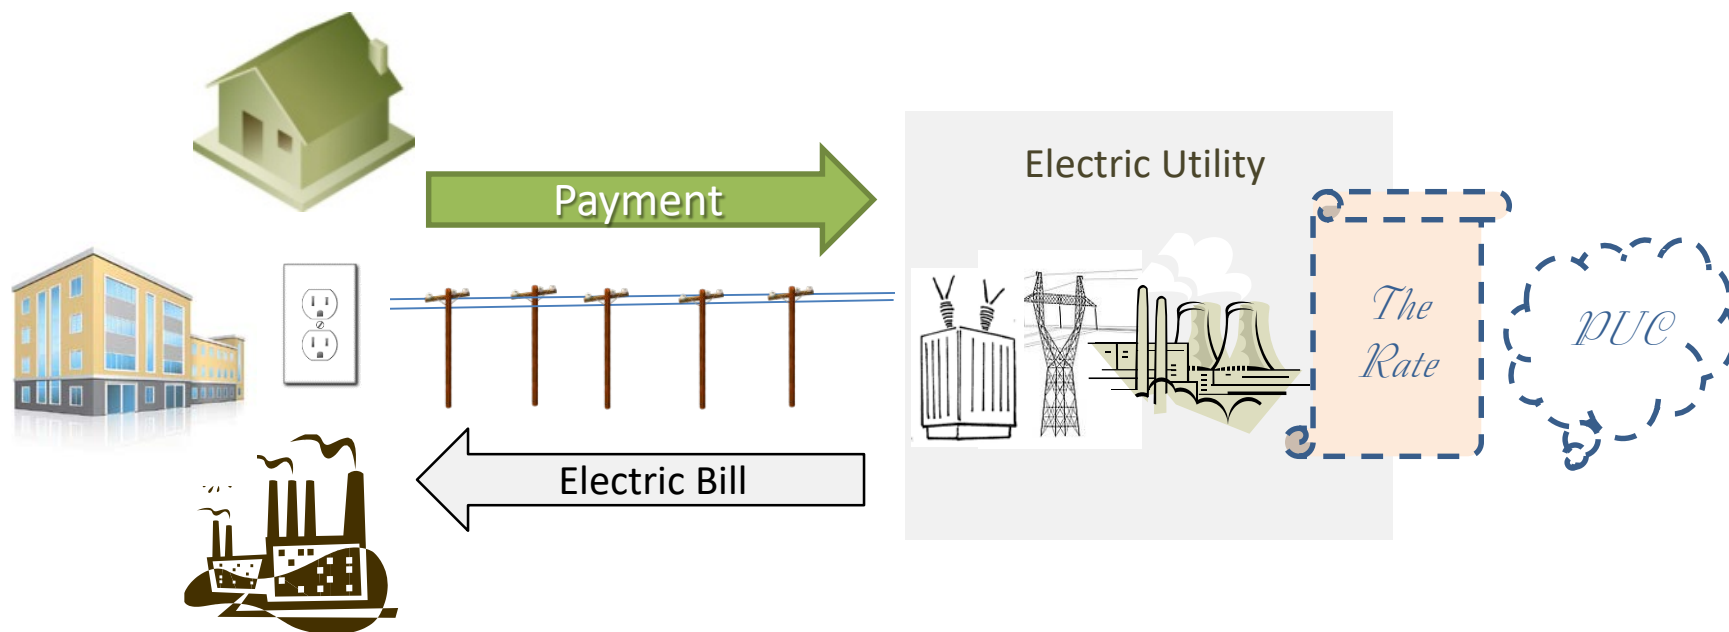 Payment
Electric Utility
The
Rate
PUC
Electric Bill